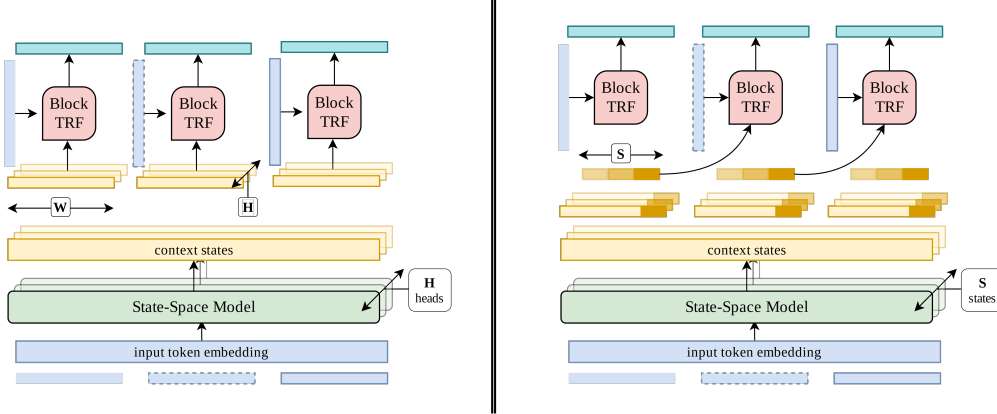 Block
TRF
Block
TRF
Block
TRF
W
H
context states
State-Space Model
H
heads
input token embedding
Block
TRF
Block
TRF
Block
TRF
S
context states
State-Space Model
S
states
input token embedding